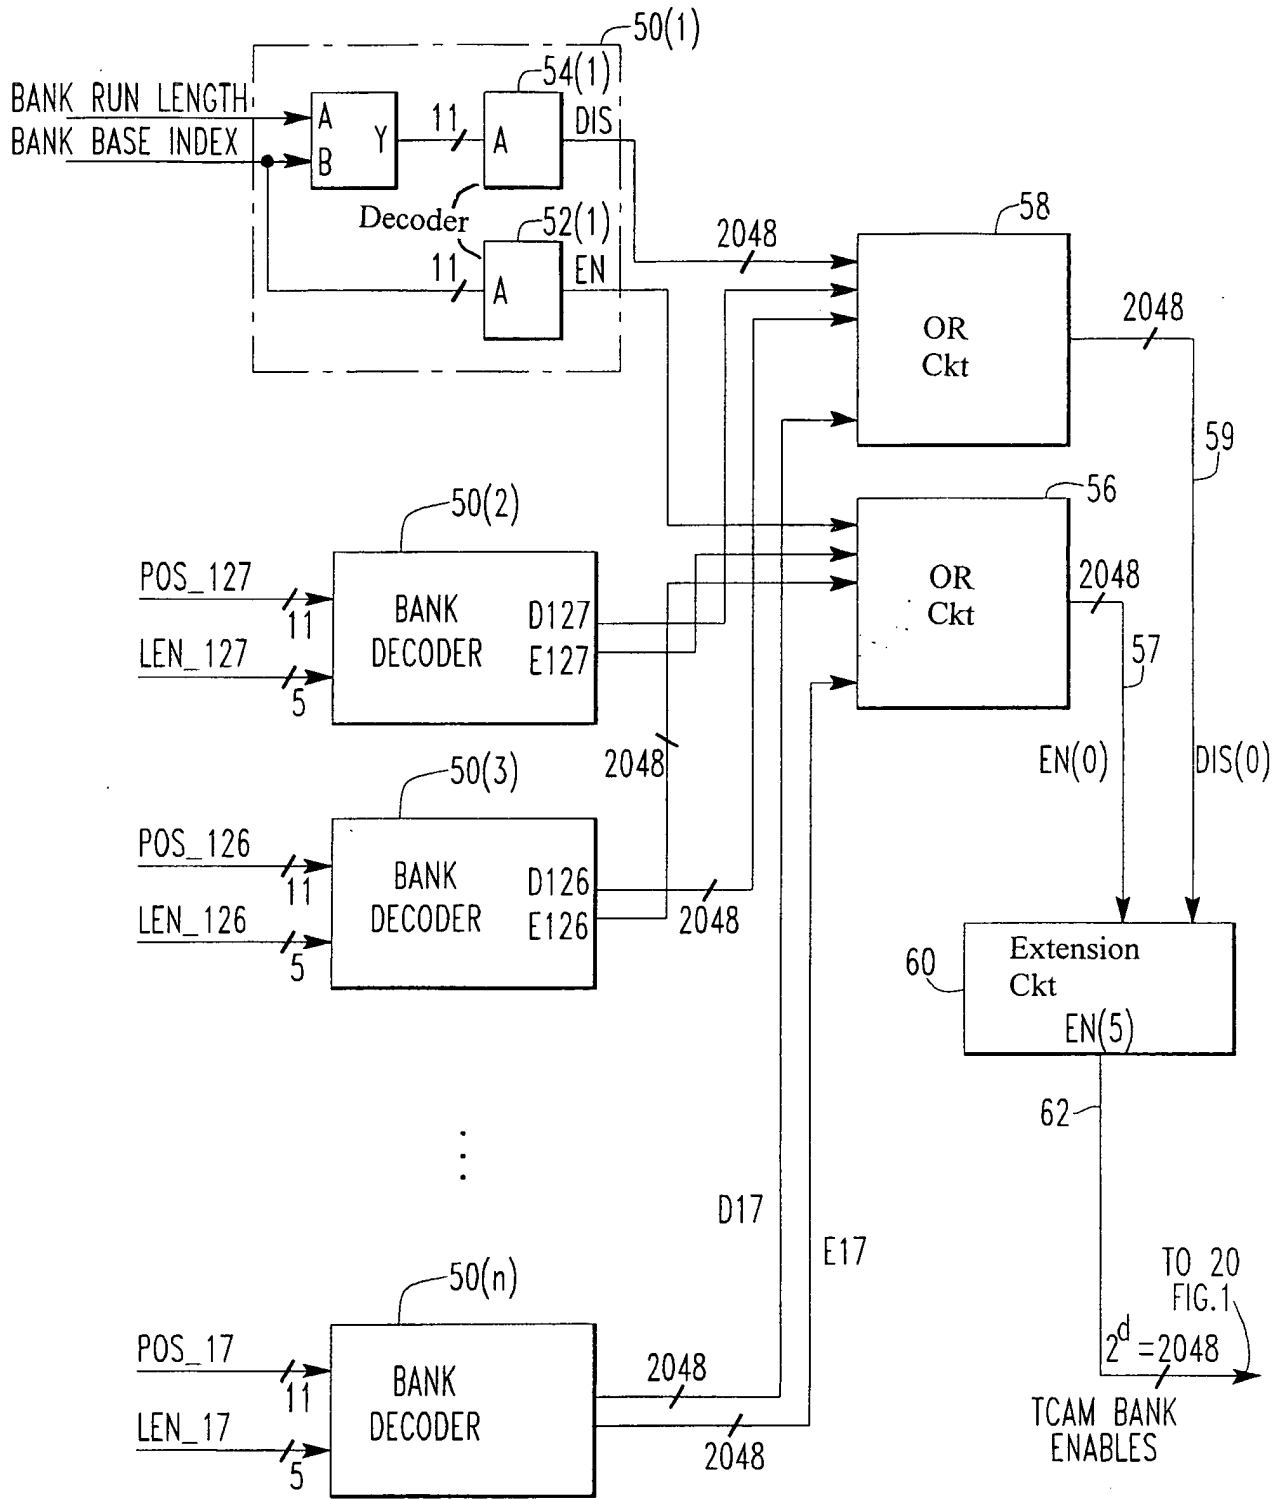 50(1)
54(1)
BANK RUN LENGTH
A
11
DIS
BANK BASE INDEX
Y
A
B
Decoder
52(1)
58
2048
11
EN
A
2048
OR
Ckt
59
56
50(2)
POS_127
11
BANK
DECODER
D127
E127
OR
Ckt
2048
LEN_127
5
57
2048
EN(0)
DIS(0)
50(3)
POS_126
11
BANK
DECODER
D126
E126
2048
LEN_126
5
60
Extension
Ckt
EN(5)
62
D17
E17
TO 20
FIG.1
50(n)
POS_17
11
BANK
DECODER
2048
2^d =2048
LEN_17
5
2048
TCAM BANK
ENABLES